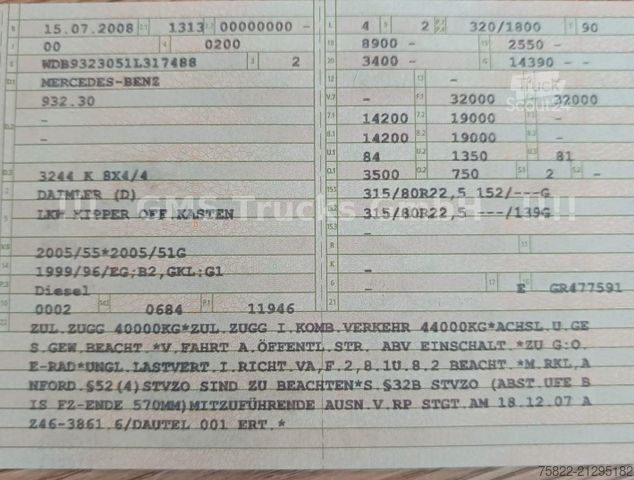 15.07.2008 1313 00000000 -
4 2 320/1800 90
00 0200
8900 - 2550 -
WDB9323051L317488 2
3400 - 14390 --
MERCEDES-BENZ
932.30
- 32000 32000
-
14200 19000 -
-
14200 19000 -
84 1350 81
3244 K 8X4/4
3500 750 2 -
DAIMLER (D)
315/80R22,5 152/---G
LKW KIPPER OFF.KASTEN
315/80R22,5 ---/139G
!!! GMS Trucks GmbH !!!
Truck
Scout24
2005/55*2005/51G
-
1999/96/EG;B2,GKL:G1
-
Diesel
- E GR477591
0002 0684 11946
ZUL.ZUGG 40000KG*ZUL.ZUGG I.KOMB.VERKEHR 44000KG*ACHSL.U.GE
S.GEW.BEACHT.*V.FAHRT A.ÖFFENTL.STR. ABV EINSCHALT.*ZU G:O.
E-RAD*UNGL.LASTVERT.I.RICHT.VA,F.2,8.1U.8.2 BEACHT.*M.RKL,A
NFORD.§52(4)STVZO SIND ZU BEACHTEN*S.§32B STVZO (ABST.UFE B
IS FZ-ENDE 570MM)MITZUFÜHRENDE AUSN.V.RP STGT.AM 18.12.07 A
Z46-3861.6/DAUTEL 001 ERT.*
75822-21295182